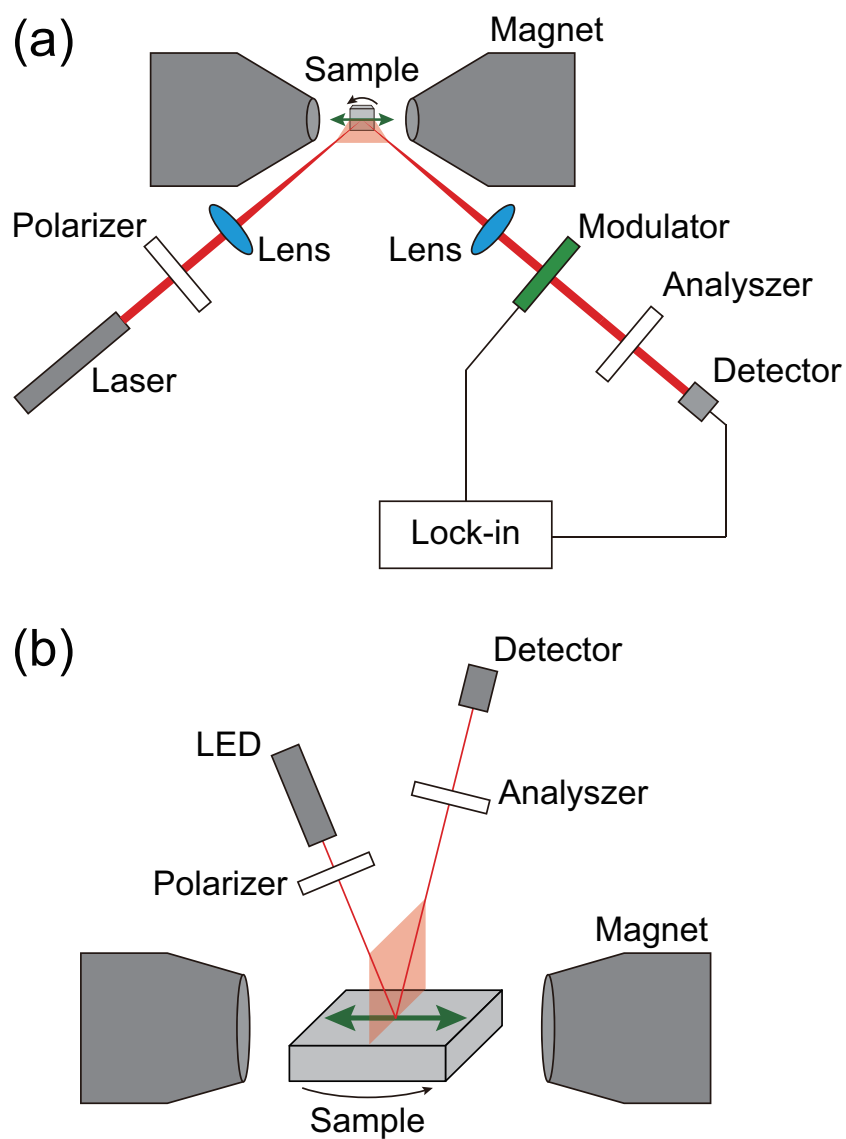 (a)
Magnet
Sample
Polarizer
Lens
Lens
Modulator
Analyszer
Laser
Detector
Lock-in
(b)
Detector
LED
Analyszer
Polarizer
Magnet
Sample